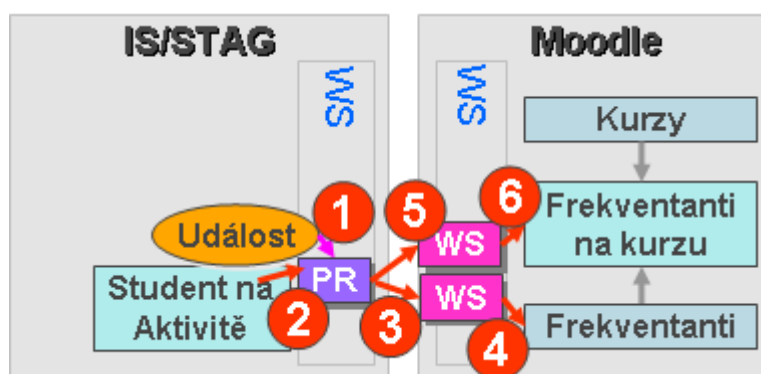 IS/STAG
Moodle
WS
WS
Kurzy
1
5
6
Událost
WS
Frekventanti
na kurzu
PR
WS
Student na
Aktivitě
2
3
4
Frekventanti